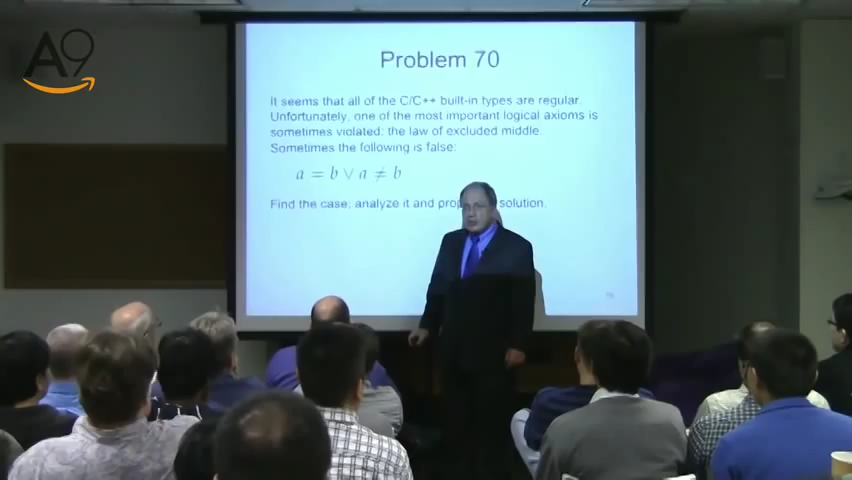 A9
Problem 70
It seems that all of the C/C++ built-in types are regular.
Unfortunately, one of the most important logical axioms is
sometimes violated: the law of excluded middle.
Sometimes the following is false:
a = b ∨ a ≠ b
Find the case; analyze it and solution.